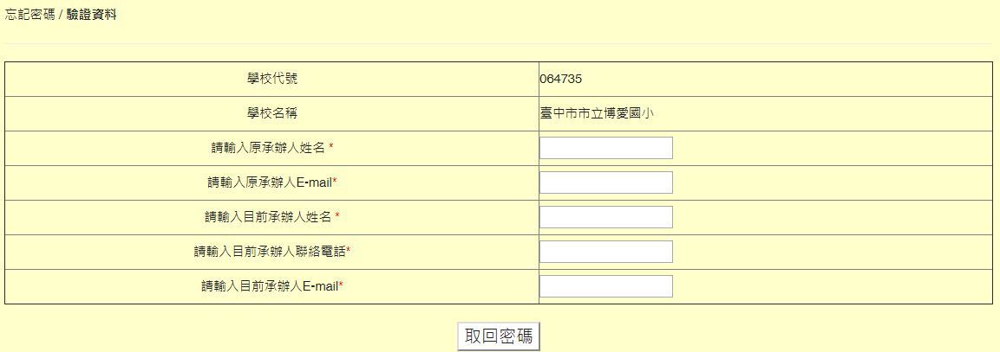 忘記密碼 / 驗證資料
學校代號 064735
學校名稱 臺中市市立博愛國小
請輸入原承辦人姓名 *
請輸入原承辦人E-mail*
請輸入目前承辦人姓名 *
請輸入目前承辦人聯絡電話*
請輸入目前承辦人E-mail*
取回密碼